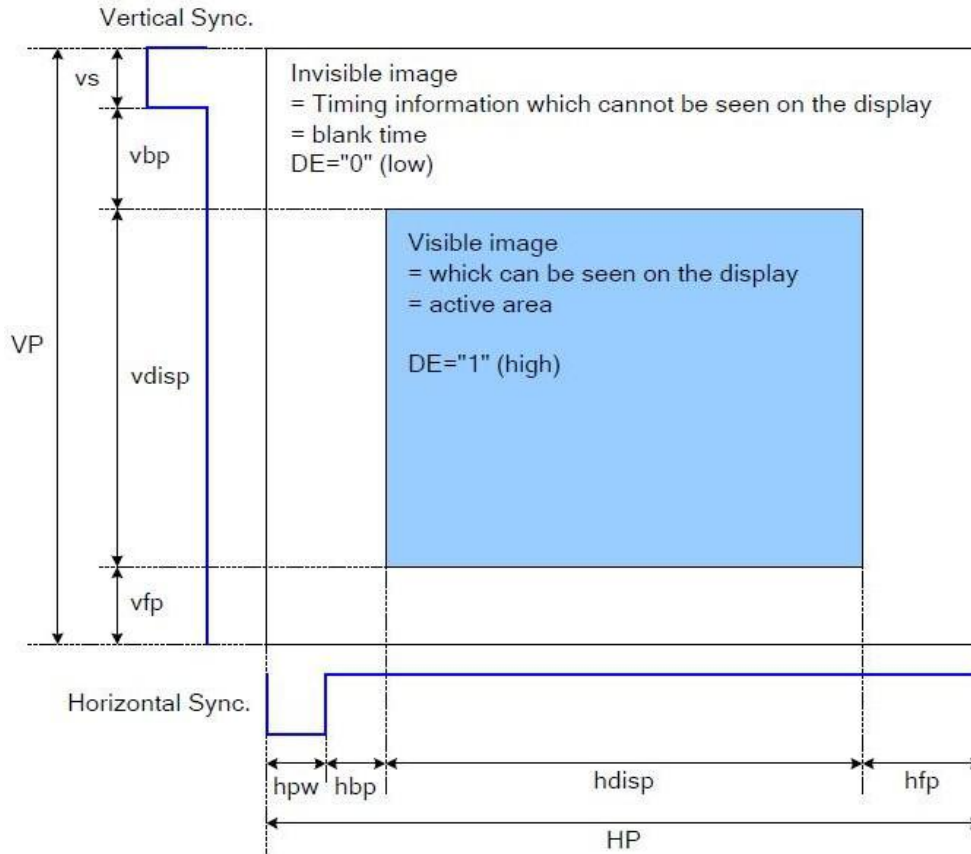 Vertical Sync.
vs
Invisible image
= Timing information which cannot be seen on the display
= blank time
DE="0" (low)
vbp
Visible image
= whick can be seen on the display
= active area
DE="1" (high)
VP
vdisp
vfp
Horizontal Sync.
hpw
hbp
hdisp
hfp
HP